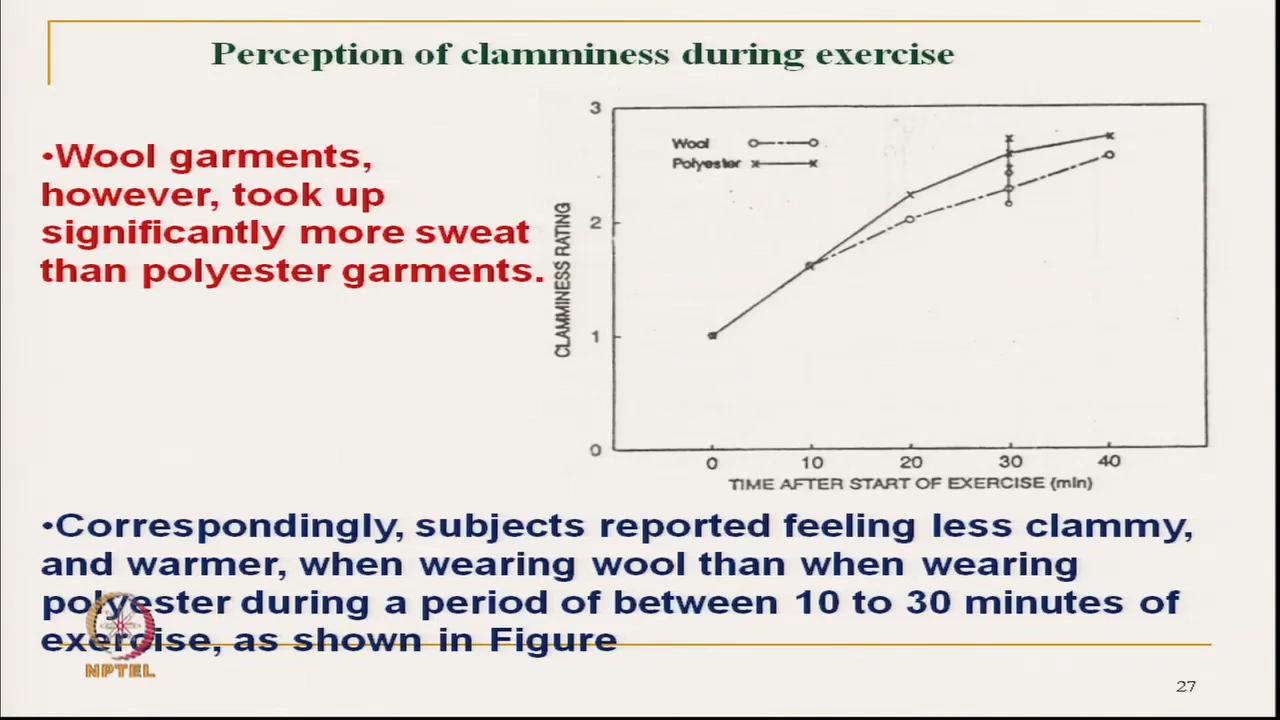 Perception of clamminess during exercise
•Wool garments,
however, took up
significantly more sweat
than polyester garments.
Wool
Polyester
CLAMMINESS RATING
3
2
1
0
0 10 20 30 40
TIME AFTER START OF EXERCISE (min)
•Correspondingly, subjects reported feeling less clammy,
and warmer, when wearing wool than when wearing
polyester during a period of between 10 to 30 minutes of
exercise, as shown in Figure
NPTEL
27